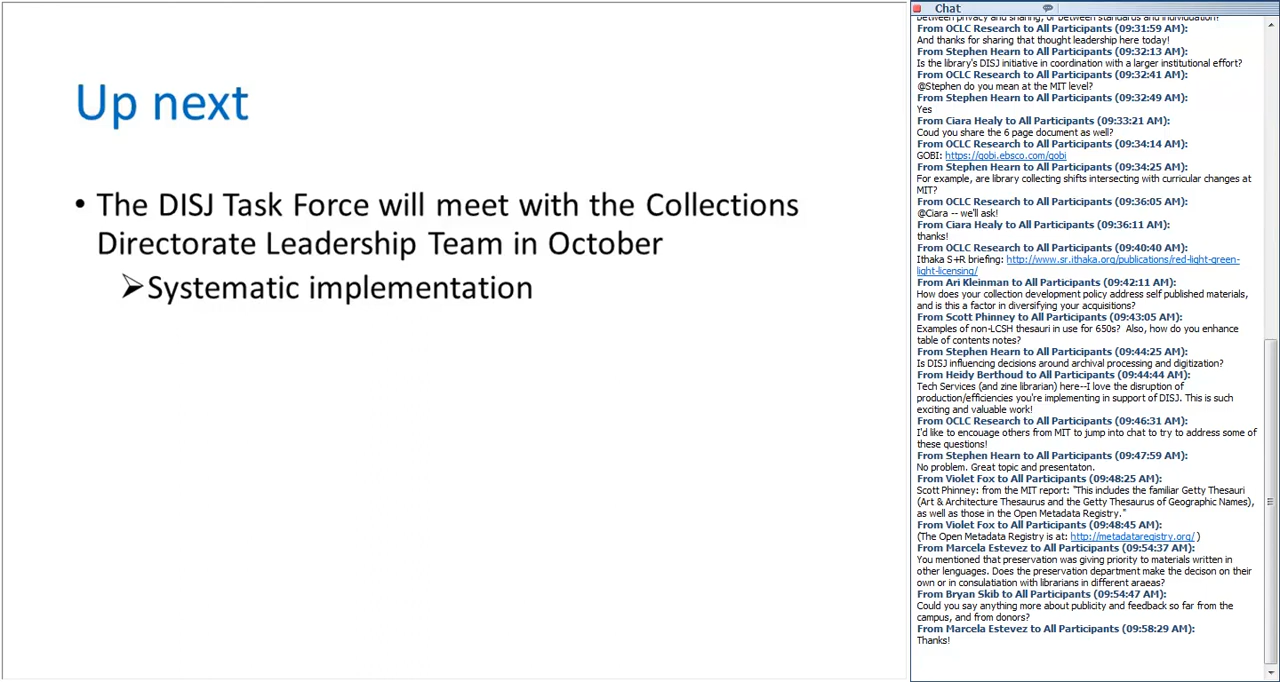 Up next
• The DISJ Task Force will meet with the Collections
Directorate Leadership Team in October
➢Systematic implementation
Chat
between privacy and sharing, or between standards and individuation?
From OCLC Research to All Participants (09:31:59 AM):
And thanks for sharing that thought leadership here today!
From Stephen Hearn to All Participants (09:32:13 AM):
Is the library's DISJ initiative in coordination with a larger institutional effort?
From OCLC Research to All Participants (09:32:41 AM):
@Stephen do you mean at the MIT level?
From Stephen Hearn to All Participants (09:32:49 AM):
Yes
From Ciara Healy to All Participants (09:33:21 AM):
Coud you share the 6 page document as well?
From OCLC Research to All Participants (09:34:14 AM):
GOBI: https://gobi.ebsco.com/gobi
From Stephen Hearn to All Participants (09:34:25 AM):
For example, are library collecting shifts intersecting with curricular changes at
MIT?
From OCLC Research to All Participants (09:36:05 AM):
@Ciara -- we'll ask!
From Ciara Healy to All Participants (09:36:11 AM):
thanks!
From OCLC Research to All Participants (09:40:40 AM):
Ithaka S+R briefing: http://www.sr.ithaka.org/publications/red-light-green-
light-licensing/
From Ari Kleinman to All Participants (09:42:11 AM):
How does your collection development policy address self published materials,
and is this a factor in diversifying your acquisitions?
From Scott Phinney to All Participants (09:43:05 AM):
Examples of non-LCSH thesauri in use for 650s?  Also, how do you enhance
table of contents notes?
From Stephen Hearn to All Participants (09:44:25 AM):
Is DISJ influencing decisions around archival processing and digitization?
From Heidy Berthoud to All Participants (09:44:44 AM):
Tech Services (and zine librarian) here--I love the disruption of
production/efficiencies you're implementing in support of DISJ. This is such
exciting and valuable work!
From OCLC Research to All Participants (09:46:31 AM):
I'd like to encouage others from MIT to jump into chat to try to address some of
these questions!
From Stephen Hearn to All Participants (09:47:59 AM):
No problem. Great topic and presentaton.
From Violet Fox to All Participants (09:48:25 AM):
Scott Phinney: from the MIT report: "This includes the familiar Getty Thesauri
(Art & Architecture Thesaurus and the Getty Thesaurus of Geographic Names),
as well as those in the Open Metadata Registry."
From Violet Fox to All Participants (09:48:45 AM):
(The Open Metadata Registry is at: http://metadataregistry.org/ )
From Marcela Estevez to All Participants (09:54:37 AM):
You mentioned that preservation was giving priority to materials written in
other lenguages. Does the preservation department make the decison on their
own or in consulatiation with librarians in different araeas?
From Bryan Skib to All Participants (09:54:47 AM):
Could you say anything more about publicity and feedback so far from the
campus, and from donors?
From Marcela Estevez to All Participants (09:58:29 AM):
Thanks!